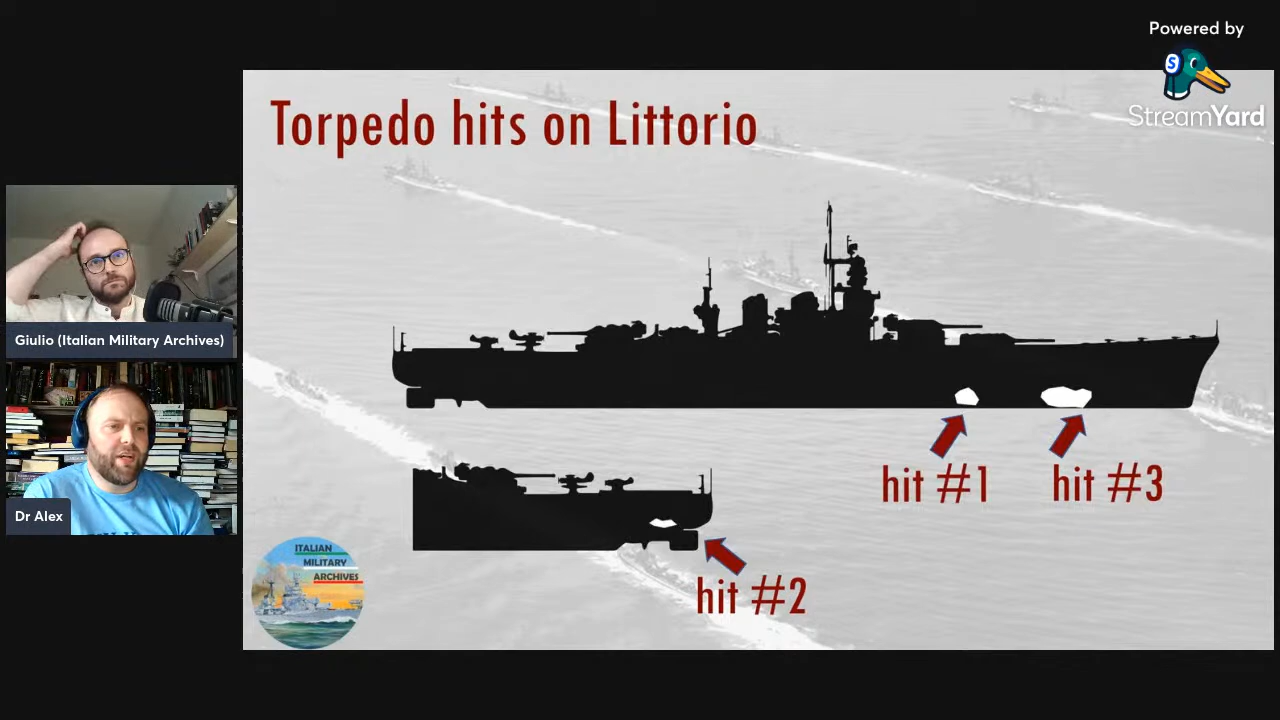 Powered by
StreamYard
Torpedo hits on Littorio
Giulio (Italian Military Archives)
hit #1
hit #3
Dr Alex
ITALIAN
MILITARY
ARCHIVES
hit #2